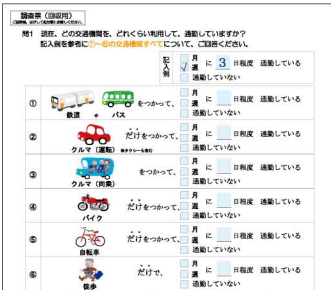 調査票（回収用）
問1 現在、どの交通機関を、どれくらい利用して、通勤していますか？
記入例を参考に①～⑥の交通機関すべてについて、ご回答ください。
記入例
月
週 に 3 日程度 通勤している
通勤していない
① 鉄道 + バス をつかって、
月
週 に 日程度 通勤している
通勤していない
② クルマ（運転） だけをつかって、
月
週 に 日程度 通勤している
通勤していない
③ クルマ（同乗） をつかって、
月
週 に 日程度 通勤している
通勤していない
④ バイク だけをつかって、
月
週 に 日程度 通勤している
通勤していない
⑤ 自転車 だけをつかって、
月
週 に 日程度 通勤している
通勤していない
⑥ 徒歩 だけで、
月
週 に 日程度 通勤している
通勤していない